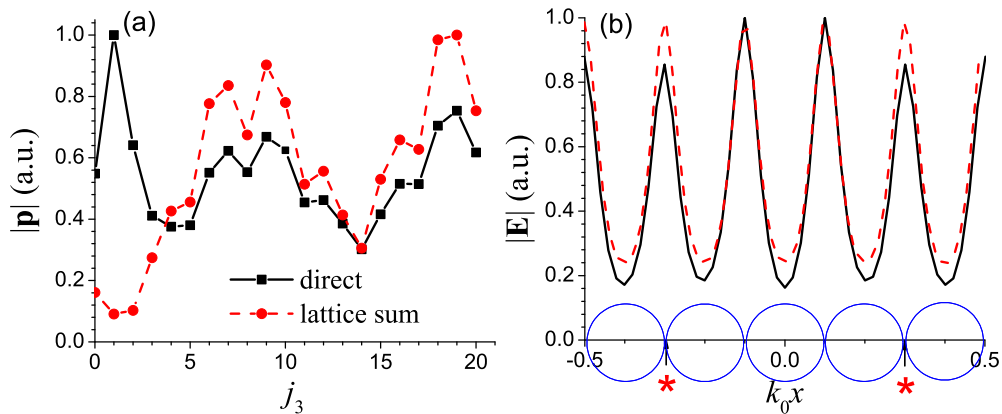 (a)
|p| (a.u.)
1.0
0.8
0.6
0.4
0.2
0.0
direct
lattice sum
0 5 10 15 20
j₃
(b)
|E| (a.u.)
1.0
0.8
0.6
0.4
0.2
0.0
-0.5 0.0 0.5
* k₀x *